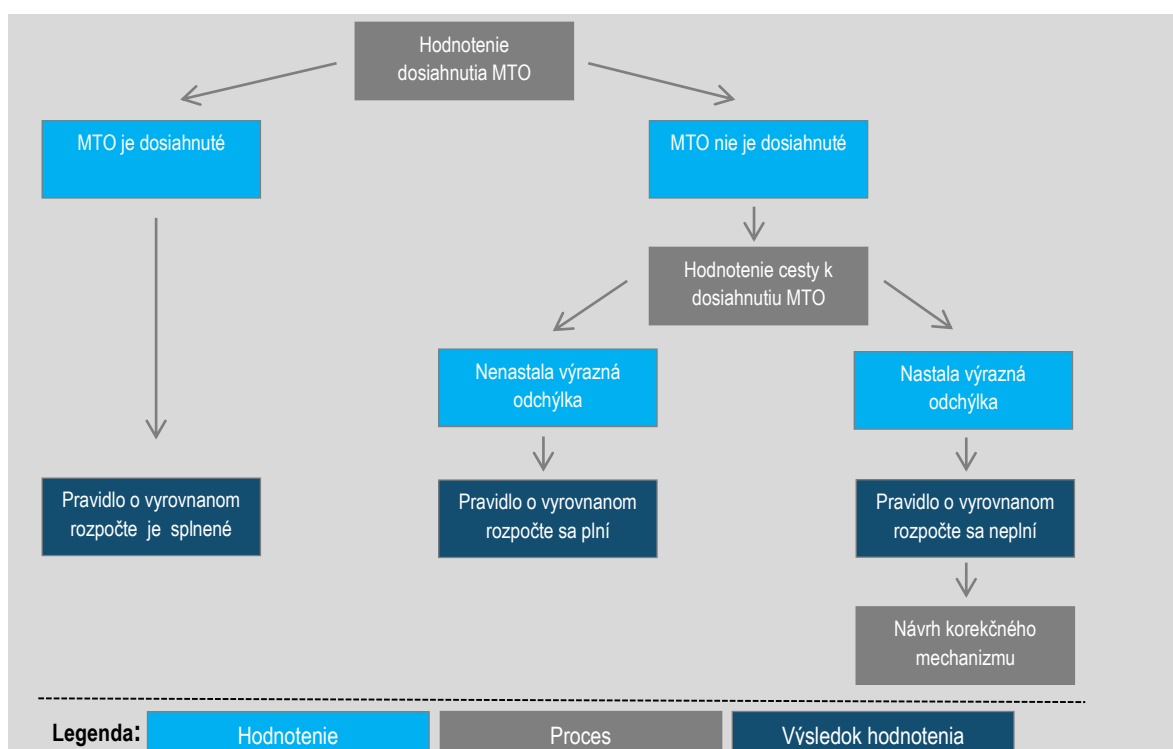 Hodnotenie
dosiahnutia MTO
MTO je dosiahnuté
MTO nie je dosiahnuté
Hodnotenie cesty k
dosiahnutiu MTO
Nenastala výrazná
odchýlka
Nastala výrazná
odchýlka
Pravidlo o vyrovnanom
rozpočte je splnené
Pravidlo o vyrovnanom
rozpočte sa plní
Pravidlo o vyrovnanom
rozpočte sa neplní
Návrh korekčného
mechanizmu
Legenda: Hodnotenie Proces Výsledok hodnotenia